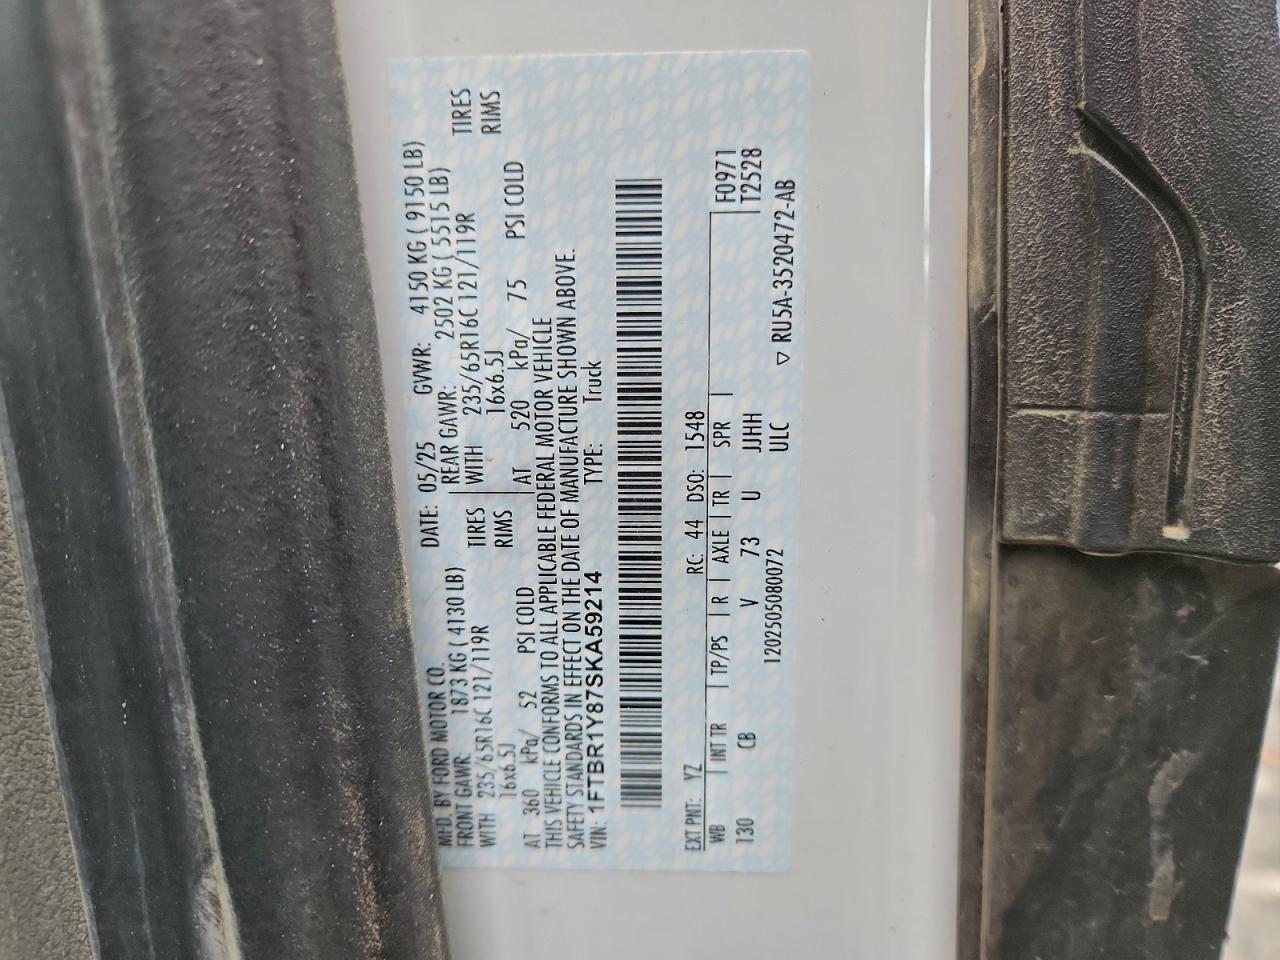 MFD. BY FORD MOTOR CO. DATE: 05/25 GVWR: 4150 KG ( 9150 LB)
FRONT GAWR: 1873 KG ( 4130 LB) REAR GAWR: 2502 KG ( 5515 LB)
WITH 235/65R16C 121/119R TIRES WITH 235/65R16C 121/119R TIRES
16x6.5J RIMS 16x6.5J RIMS
AT 360 kPa/ 52 PSI COLD AT 520 kPa/ 75 PSI COLD
THIS VEHICLE CONFORMS TO ALL APPLICABLE FEDERAL MOTOR VEHICLE
SAFETY STANDARDS IN EFFECT ON THE DATE OF MANUFACTURE SHOWN ABOVE.
VIN: 1FTBR1Y87SKA59214 TYPE: Truck
EXT PNT: YZ RC: 44 DSO: 1548 F0971
WB INT TR TP/PS R AXLE TR SPR T2528
130 CB V 73 U JJHH
120250508​0072 ULC ▽ RU5A-3520472-AB